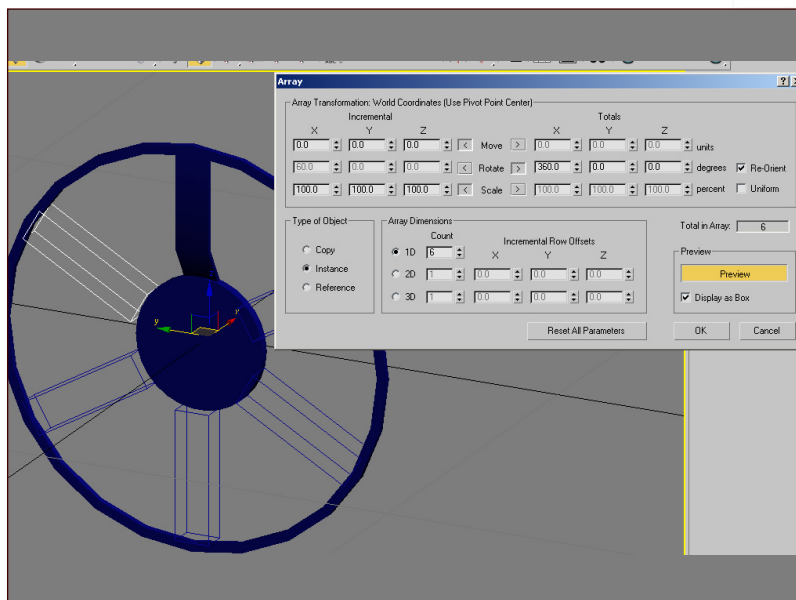 Array
Array Transformation: World Coordinates (Use Pivot Point Center)
Incremental Totals
X Y Z X Y Z
0.0 0.0 0.0 < Move > 0.0 0.0 0.0 units
60.0 0.0 0.0 < Rotate > 360.0 0.0 0.0 degrees Re-Orient
100.0 100.0 100.0 < Scale > 100.0 100.0 100.0 percent Uniform
Type of Object Array Dimensions Total in Array: 6
Count Incremental Row Offsets
Copy 1D 6 X Y Z Preview
Instance 2D 1 0.0 0.0 0.0 Preview
Reference 3D 1 0.0 0.0 0.0 Display as Box
Reset All Parameters OK Cancel
y